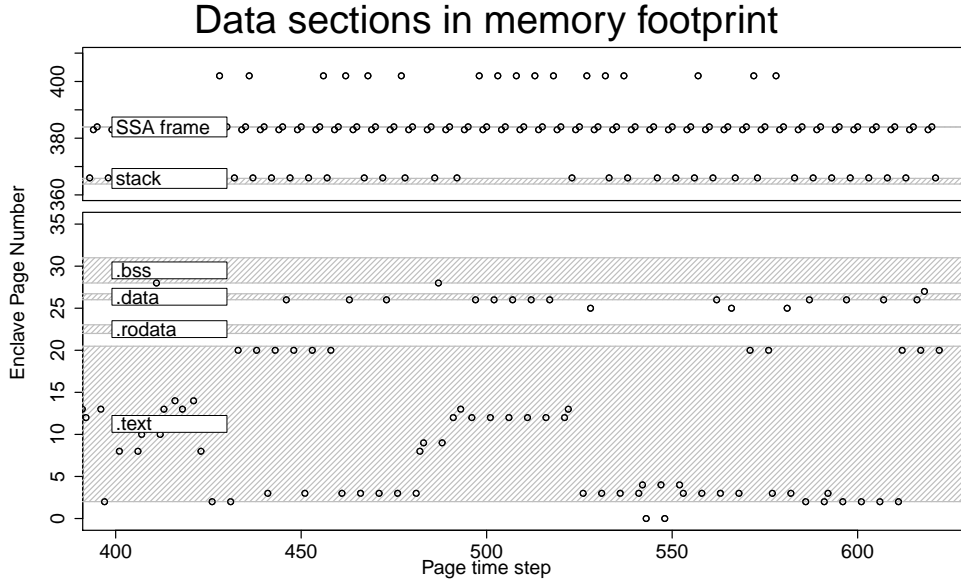 Data sections in memory footprint
400
380
360
SSA frame
stack
Enclave Page Number
35
30
25
20
15
10
5
0
.bss
.data
.rodata
.text
400 450 500 550 600
Page time step